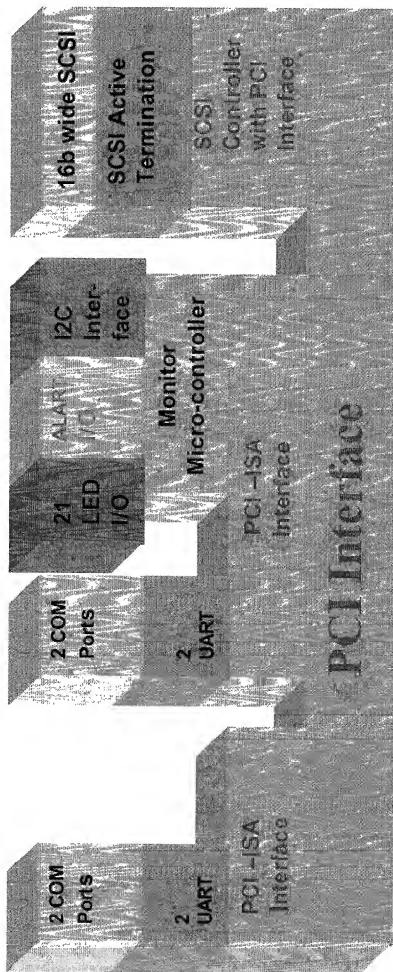 2 COM
Ports
2
UART
PCI-ISA
Interface
2 COM
Ports
2
UART
21
LED
I/O
ALART
I/O
I2C
Inter-
face
Monitor
Micro-controller
PCI-ISA
Interface
16b wide SCSI
SCSI Active
Termination
SCSI
Controller
with PCI
Interface
PCI Interface